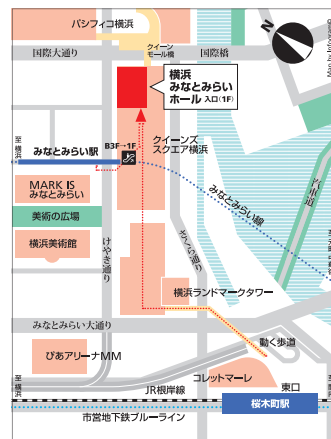 パシフィコ横浜
国際大通り
クイーン
モール橋
国際橋
横浜
みなとみらい
ホール 入口(1F)
至
横浜
みなとみらい駅
B3F→1F
クイーンズ
スクエア横浜
MARK IS
みなとみらい
美術の広場
横浜美術館
けやき通り
さくら通り
みなとみらい線
汽車道
横浜ランドマークタワー
みなとみらい大通り
動く歩道
ぴあアリーナMM
コレットマーレ
東口
至
横浜
JR根岸線
桜木町駅
市営地下鉄ブルーライン